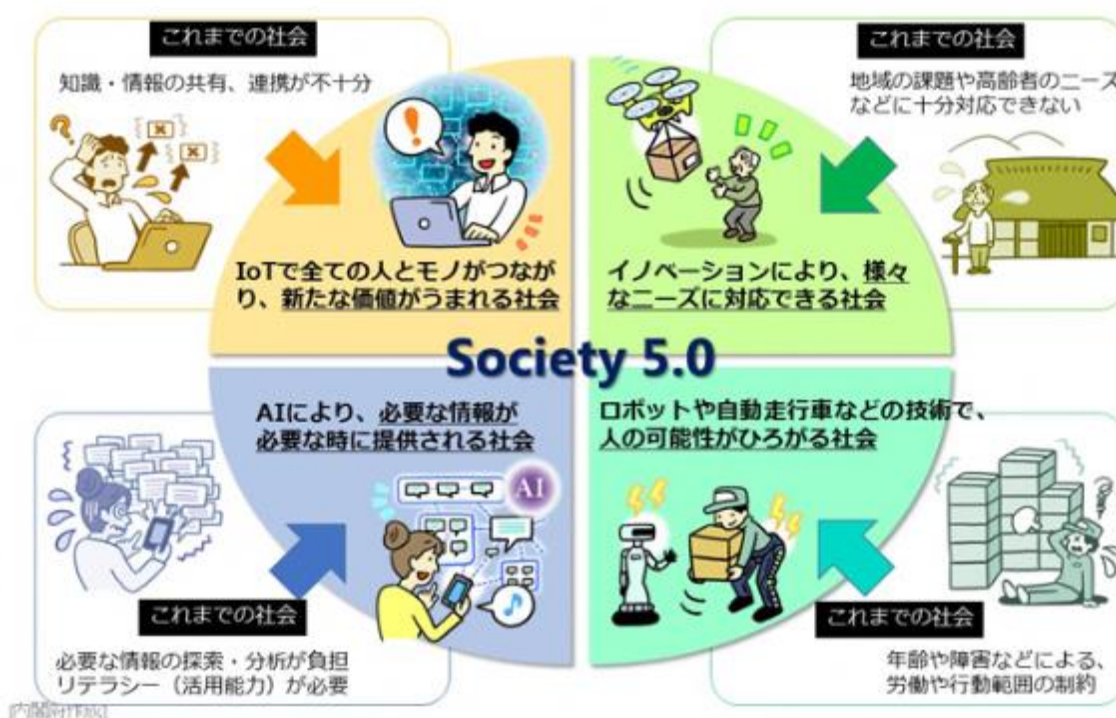 これまでの社会
知識・情報の共有、連携が不十分
IoTで全ての人とモノがつなが
り、新たな価値がうまれる社会
これまでの社会
地域の課題や高齢者のニーズ
などに十分対応できない
イノベーションにより、様々
なニーズに対応できる社会
Society 5.0
AIにより、必要な情報が
必要な時に提供される社会
AI
これまでの社会
必要な情報の探索・分析が負担
リテラシー（活用能力）が必要
ロボットや自動走行車などの技術で、
人の可能性がひろがる社会
これまでの社会
年齢や障害などによる、
労働や行動範囲の制約